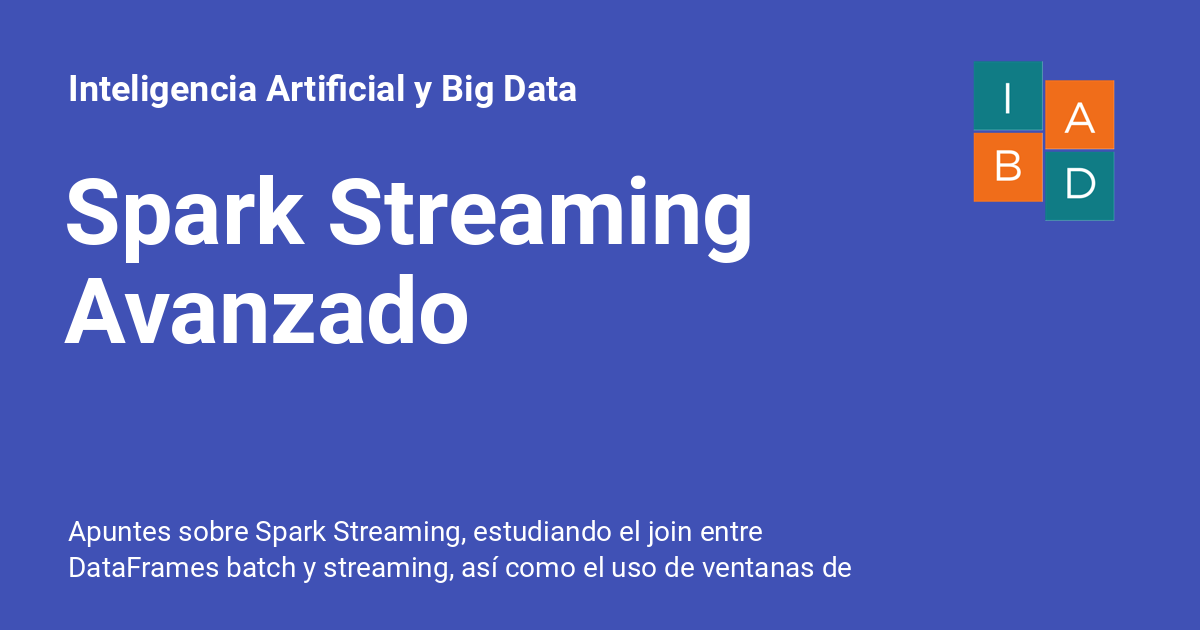 Inteligencia Artificial y Big Data
I A
B D
Spark Streaming
Avanzado
Apuntes sobre Spark Streaming, estudiando el join entre
DataFrames batch y streaming, así como el uso de ventanas de